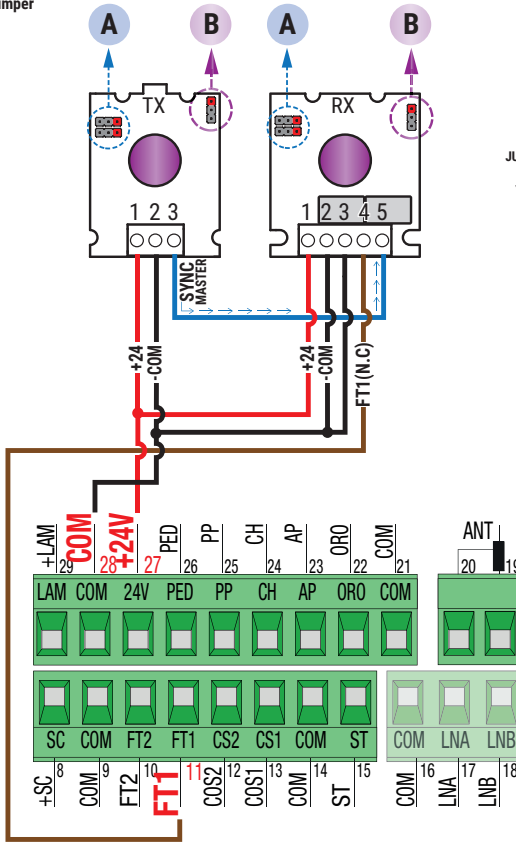 umper
A B A B
TX RX
JU
1 2 3 1 2 3 4 5
SYNC
MASTER
+24 -COM +24 -COM FT1(N.C)
+LAM COM +24V PED PP CH AP ORO COM ANT
29 28 27 26 25 24 23 22 21 20 19
LAM COM 24V PED PP CH AP ORO COM
SC COM FT2 FT1 CS2 CS1 COM ST COM LNA LNB
8 9 10 11 12 13 14 15 16 17 18
+SC COM FT2 FT1 COS2 COS1 COM ST COM LNA LNB